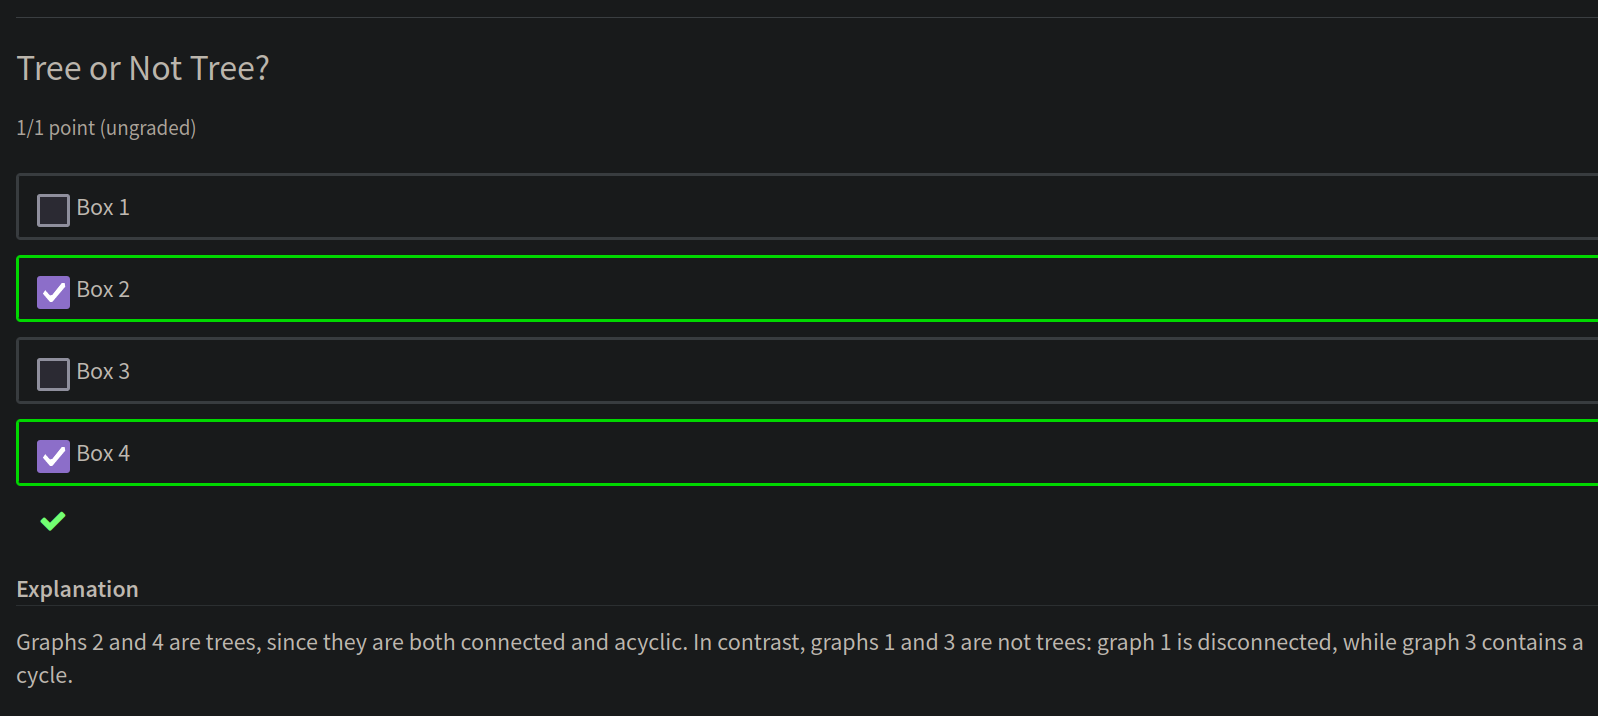 Tree or Not Tree?
1/1 point (ungraded)
Box 1
Box 2
Box 3
Box 4
Explanation
Graphs 2 and 4 are trees, since they are both connected and acyclic. In contrast, graphs 1 and 3 are not trees: graph 1 is disconnected, while graph 3 contains a
cycle.